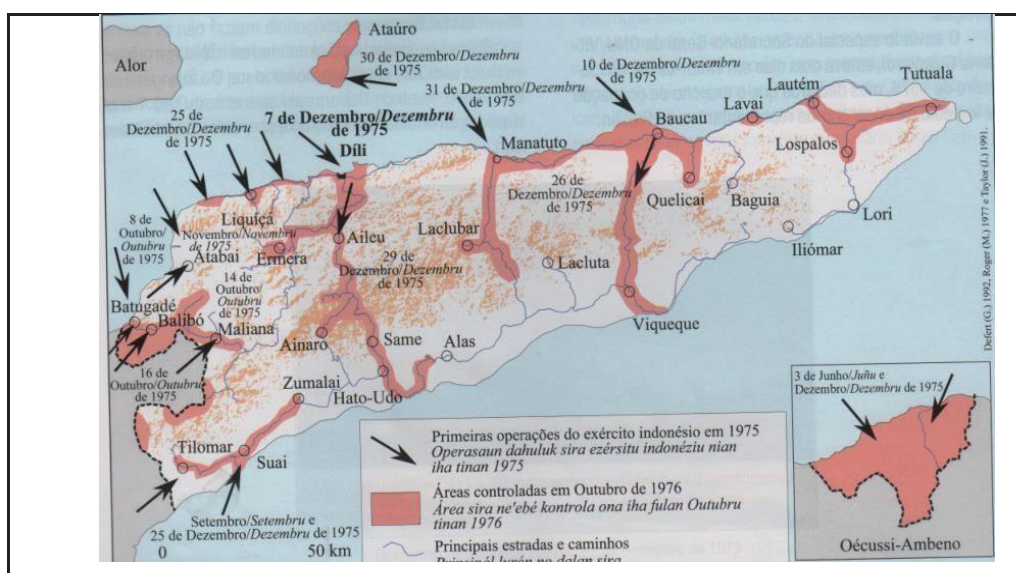 Ataúro
Alor
30 de
Dezembro/Dezembru
de 1975
10 de
Dezembro/Dezembru
de 1975
31 de
Dezembro/Dezembru
de 1975
25 de
Dezembro/Dezembru
de 1975
7 de Dezembro/Dezembru
de 1975
Díli
Manatuto
Baucau
Lavai
Lautém
Tutuala
Lospalos
26 de
Dezembro/Dezembru
de 1975
Quelicai
Baguia
Lori
Iliómar
8 de
Outubro/
Outubru
de 1975
Liquiçá
Novembro/Novembru
de 1975
Atabai
Ermera
Aileu
Laclubar
Lacluta
29 de
Dezembro/Dezembru
de 1975
14 de
Outubro/
Outubru
de 1975
Batugadé
Balibó
Maliana
Ainaro
Same
Alas
Viqueque
16 de
Outubro/Outubru
de 1975
Zumalai
Hato-Udo
Tilomar
Suai
Setembro/Setembru e
25 de Dezembro/Dezembru de 1975
0 50 km
Primeiras operações do exército indonésio em 1975
Operasaun dahuluk sira ezérsitu indonéziu nian
iha tinan 1975
Áreas controladas em Outubro de 1976
Área sira ne'ebé kontrola ona iha fulan Outubru
tinan 1976
Principais estradas e caminhos
3 de Junho/Juñu e
Dezembro/Dezembru de 1975
Oécussi-Ambeno
Defert (G.) 1992, Roger (M.) 1977 e Taylor (J.) 1991.